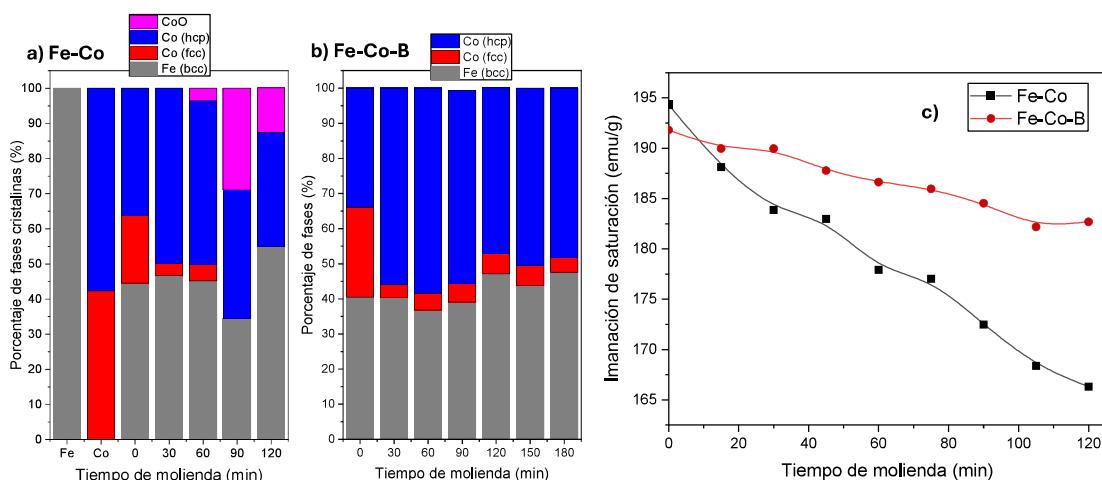 a) Fe-Co
CoO
Co (hcp)
Co (fcc)
Fe (bcc)
Porcentaje de fases cristalinas (%)
100
90
80
70
60
50
40
30
20
10
0
Fe Co 0 30 60 90 120
Tiempo de molienda (min)
b) Fe-Co-B
Co (hcp)
Co (fcc)
Fe (bcc)
Porcentaje de fases (%)
100
90
80
70
60
50
40
30
20
10
0
0 30 60 90 120 150 180
Tiempo de molienda (min)
c)
Fe-Co
Fe-Co-B
Imanación de saturación (emu/g)
195
190
185
180
175
170
165
0 20 40 60 80 100 120
Tiempo de molienda (min)